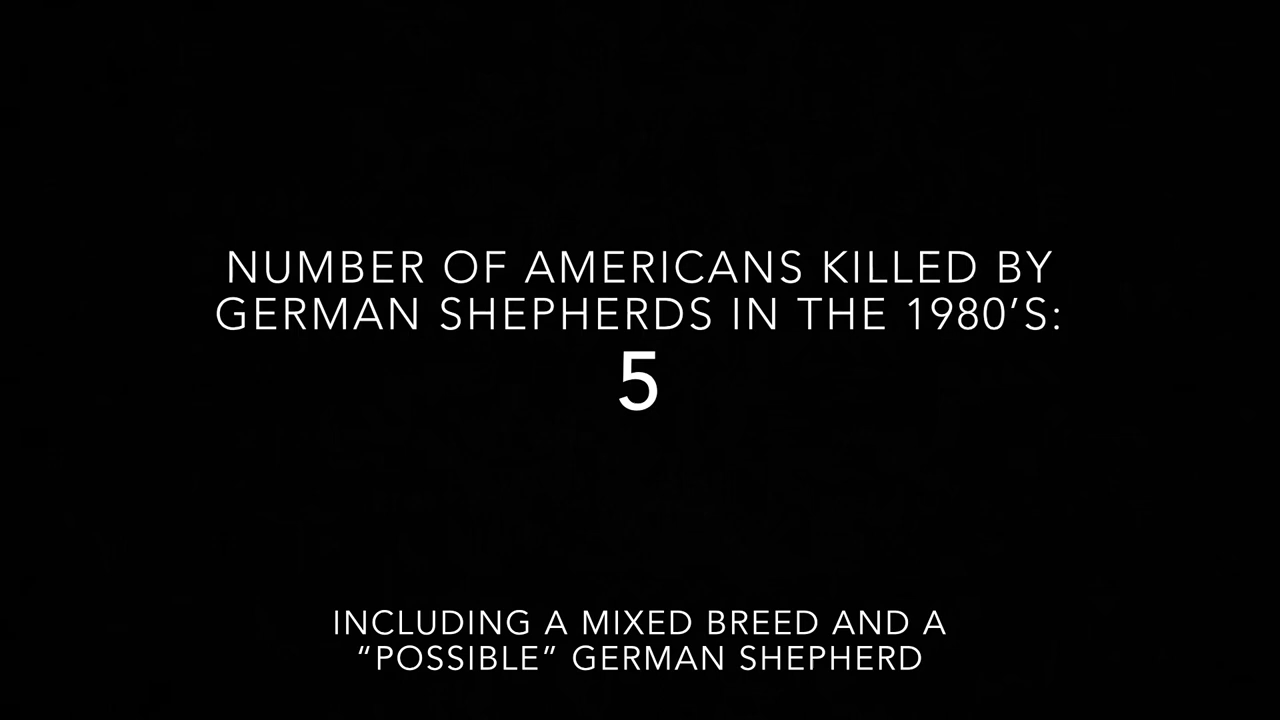 NUMBER OF AMERICANS KILLED BY
GERMAN SHEPHERDS IN THE 1980’S:
5
INCLUDING A MIXED BREED AND A
“POSSIBLE” GERMAN SHEPHERD